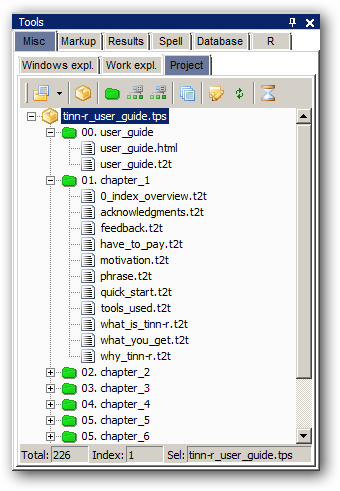 Tools
Misc Markup Results Spell Database R
Windows expl. Work expl. Project
tinn-r_user_guide.tps
00. user_guide
user_guide.html
user_guide.t2t
01. chapter_1
0_index_overview.t2t
acknowledgments.t2t
feedback.t2t
have_to_pay.t2t
motivation.t2t
phrase.t2t
quick_start.t2t
tools_used.t2t
what_is_tinn-r.t2t
what_you_get.t2t
why_tinn-r.t2t
02. chapter_2
03. chapter_3
04. chapter_4
05. chapter_5
05. chapter_6
Total: 226 Index: 1 Sel: tinn-r_user_guide.tps